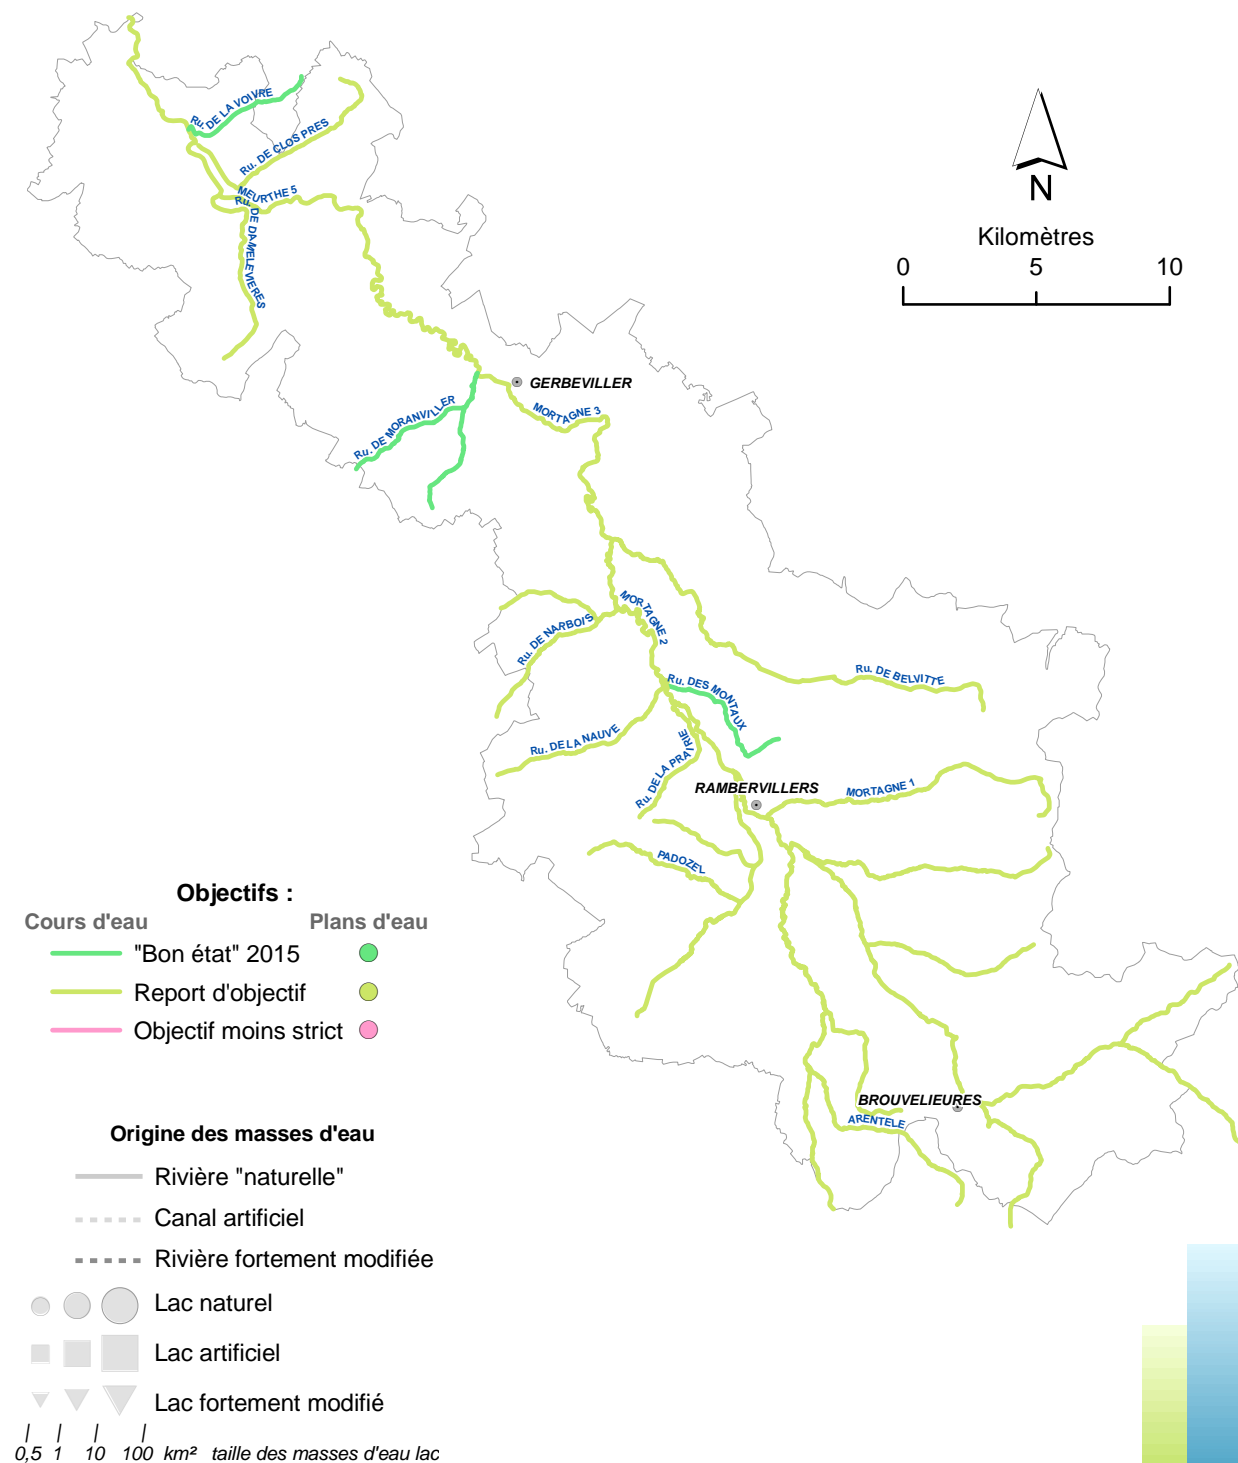 Ru. DE LA VOIVRE
Ru. DE CLOS PRES
MEURTHE 5
Ru. DE DAMELEVIERES
N
Kilomètres
0 5 10
GERBEVILLER
MORTAGNE 3
Ru. DE MORANVILLER
MORTAGNE 2
Ru. DE NARBOIS
Ru. DE BELVITTE
Ru. DES MONTAUX
Ru. DE LA NAUVE
Ru. DE LA PRAIRIE
RAMBERVILLERS
MORTAGNE 1
PADOZEL
BROUVELIEURES
ARENTELE
Objectifs :
Cours d'eau Plans d'eau
"Bon état" 2015
Report d'objectif
Objectif moins strict
Origine des masses d'eau
Rivière "naturelle"
Canal artificiel
Rivière fortement modifiée
Lac naturel
Lac artificiel
Lac fortement modifié
0,5 1 10 100 km² taille des masses d'eau lac